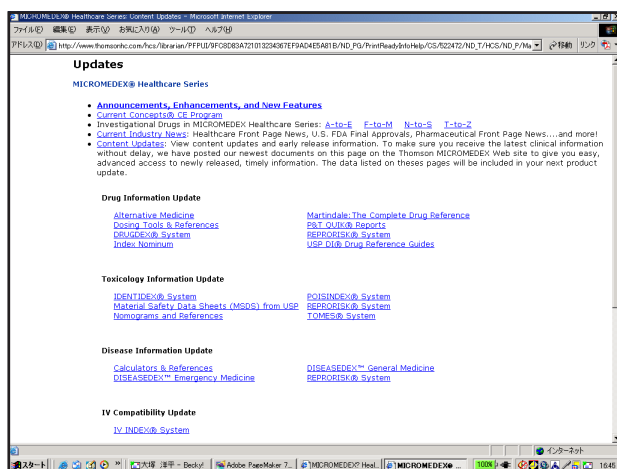 MICROMEDEX® Healthcare Series: Content Updates - Microsoft Internet Explorer
ファイル(F) 編集(E) 表示(V) お気に入り(A) ツール(T) ヘルプ(H)
アドレス(D) http://www.thomsonhc.com/hcs/librarian/PFPUI/9FC8D83A721013234367EF9AD4E5A81B/ND_PG/PrintReadyInfoHelp/CS/522472/ND_T/HCS/ND_P/Ma 移動 リンク
Updates
MICROMEDEX® Healthcare Series
• Announcements, Enhancements, and New Features
• Current Concepts® CE Program
• Investigational Drugs in MICROMEDEX Healthcare Series: A-to-E F-to-M N-to-S T-to-Z
• Current Industry News: Healthcare Front Page News, U.S. FDA Final Approvals, Pharmaceutical Front Page News....and more!
• Content Updates: View content updates and early release information. To make sure you receive the latest clinical information
without delay, we have posted our newest documents on this page on the Thomson MICROMEDEX Web site to give you easy,
advanced access to newly released, timely information. The data listed on theses pages will be included in your next product
update.
Drug Information Update
Alternative Medicine Martindale: The Complete Drug Reference
Dosing Tools & References P&T QUIK® Reports
DRUGDEX® System REPRORISK® System
Index Nominum USP DI® Drug Reference Guides
Toxicology Information Update
IDENTIDEX® System POISINDEX® System
Material Safety Data Sheets (MSDS) from USP REPRORISK® System
Nomograms and References TOMES® System
Disease Information Update
Calculators & References DISEASEDEX™ General Medicine
DISEASEDEX™ Emergency Medicine REPRORISK® System
IV Compatibility Update
IV INDEX® System
インターネット
スタート 大塚 洋平 - Becky! Adobe PageMaker 7... MICROMEDEX? Heal... MICROMEDEX® ... 100% 16:45